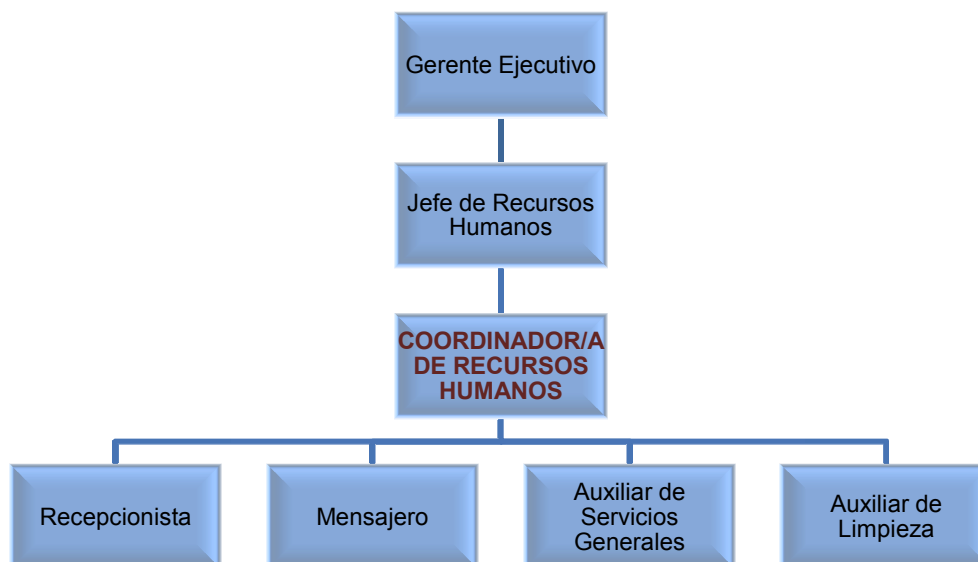 Gerente Ejecutivo
Jefe de Recursos
Humanos
COORDINADOR/A
DE RECURSOS
HUMANOS
Recepcionista
Mensajero
Auxiliar de
Servicios
Generales
Auxiliar de
Limpieza